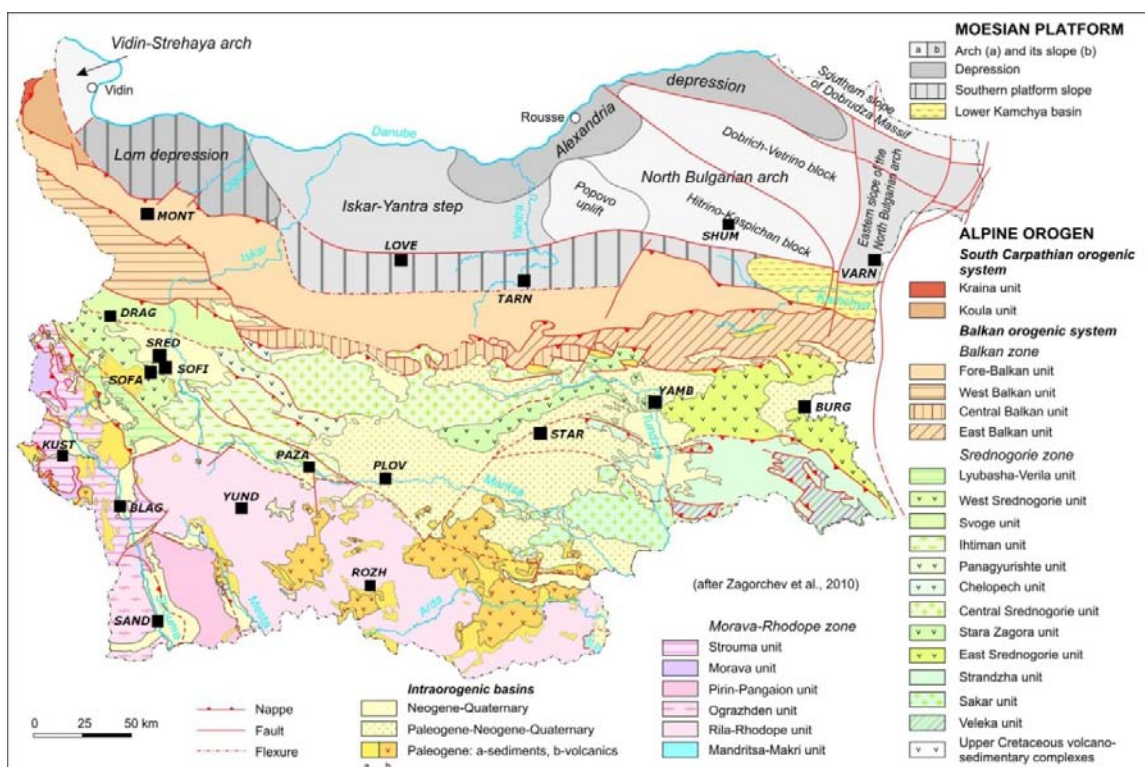 Vidin-Strehaya arch
Vidin
Lom depression
Danube
Rousse
Alexandria
depression
Southern slope
of Dobrudza Massif
Dobrich-Vetrino block
North Bulgarian arch
Eastern slope of the
North Bulgarian arch
Popovo
uplift
Hitrino-Kaspichan block
Iskar-Yantra step
Ogosta
Iskar
Yantra
Kamchia
MONT
LOVE
TARN
SHUM
VARN
DRAG
SRED
SOFA
SOFI
YAMB
BURG
KUST
PAZA
PLOV
STAR
Tundzha
Maritsa
BLAG
YUND
ROZH
SAND
Struma
Mesta
Arda
(after Zagorchev et al., 2010)
0 25 50 km
Nappe
Fault
Flexure
Intraorogenic basins
Neogene-Quaternary
Paleogene-Neogene-Quaternary
Paleogene: a-sediments, b-volcanics
a b
Morava-Rhodope zone
Strouma unit
Morava unit
Pirin-Pangaion unit
Ograzhden unit
Rila-Rhodope unit
Mandritsa-Makri unit
MOESIAN PLATFORM
a b Arch (a) and its slope (b)
Depression
Southern platform slope
Lower Kamchya basin
ALPINE OROGEN
South Carpathian orogenic
system
Kraina unit
Koula unit
Balkan orogenic system
Balkan zone
Fore-Balkan unit
West Balkan unit
Central Balkan unit
East Balkan unit
Srednogorie zone
Lyubasha-Verila unit
West Srednogorie unit
Svoge unit
Ihtiman unit
Panagyurishte unit
Chelopech unit
Central Srednogorie unit
Stara Zagora unit
East Srednogorie unit
Strandzha unit
Sakar unit
Veleka unit
Upper Cretaceous volcano-
sedimentary complexes